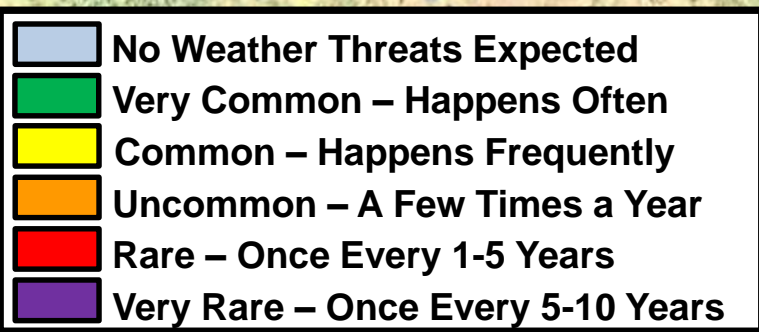 No Weather Threats Expected
Very Common – Happens Often
Common – Happens Frequently
Uncommon – A Few Times a Year
Rare – Once Every 1-5 Years
Very Rare – Once Every 5-10 Years